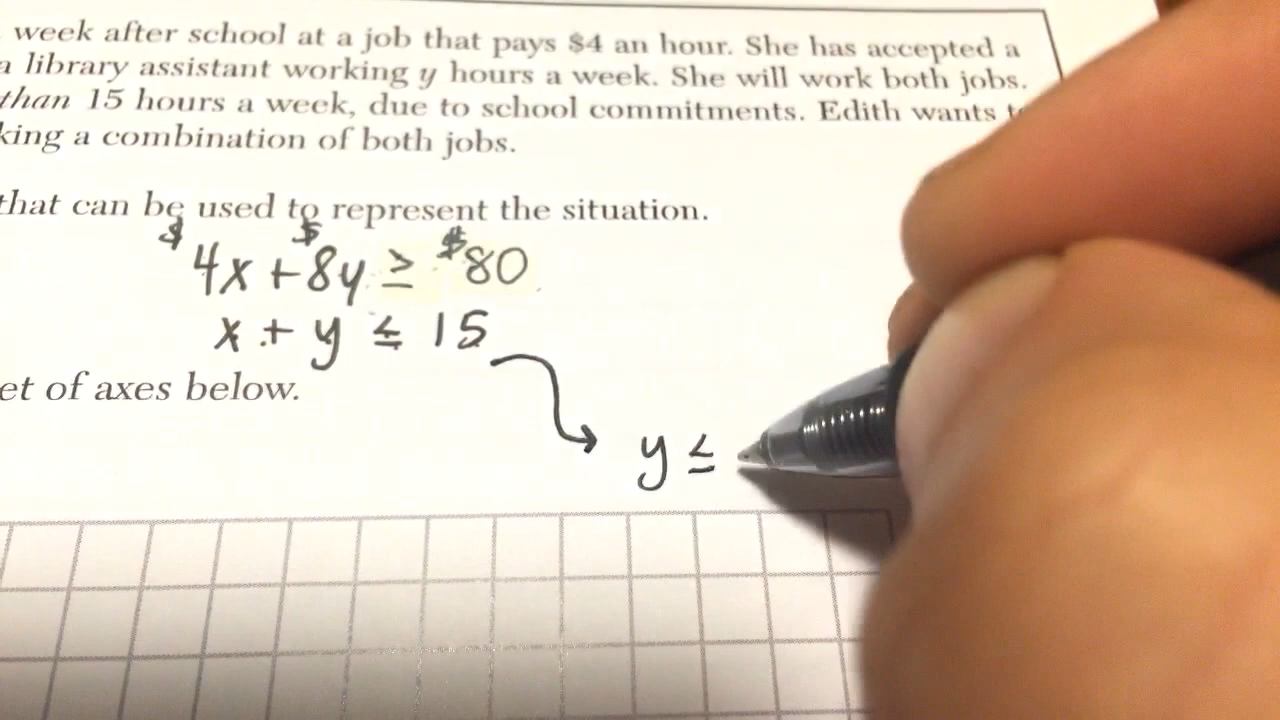 week after school at a job that pays $4 an hour. She has accepted a
a library assistant working y hours a week. She will work both jobs.
than 15 hours a week, due to school commitments. Edith wants
king a combination of both jobs.
that can be used to represent the situation.
$4x + $8y ≥ $80
x + y ≤ 15
et of axes below.
y ≤